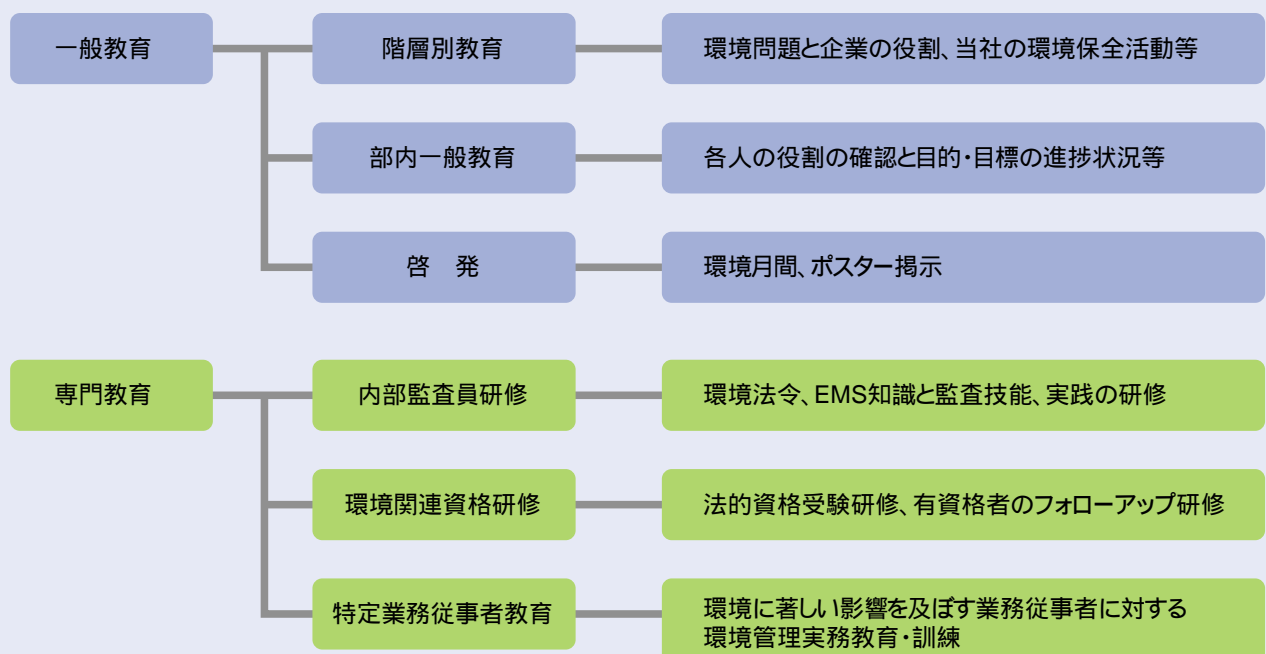 一般教育
階層別教育
環境問題と企業の役割、当社の環境保全活動等
部内一般教育
各人の役割の確認と目的・目標の進捗状況等
啓　発
環境月間、ポスター掲示
専門教育
内部監査員研修
環境法令、EMS知識と監査技能、実践の研修
環境関連資格研修
法的資格受験研修、有資格者のフォローアップ研修
特定業務従事者教育
環境に著しい影響を及ぼす業務従事者に対する
環境管理実務教育・訓練